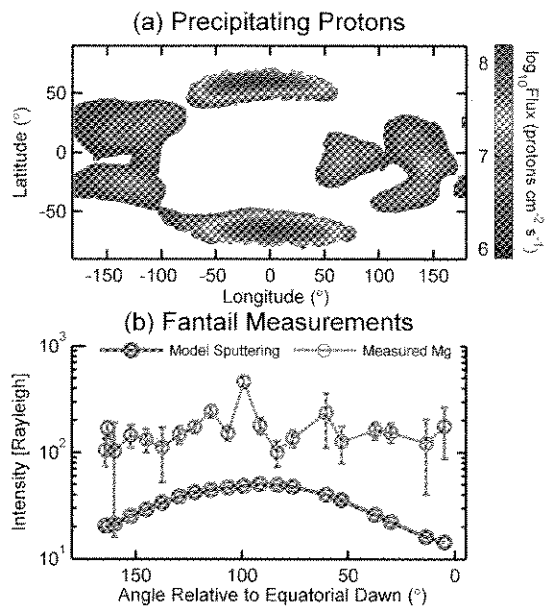 (a) Precipitating Protons
50
0
-50
Latitude (°)
-150 -100 -50 0 50 100 150
Longitude (°)
8
7
6
log10Flux (protons cm-2 s-1)
(b) Fantail Measurements
Model Sputtering Measured Mg
10³
10²
10¹
Intensity [Rayleigh]
150 100 50 0
Angle Relative to Equatorial Dawn (°)